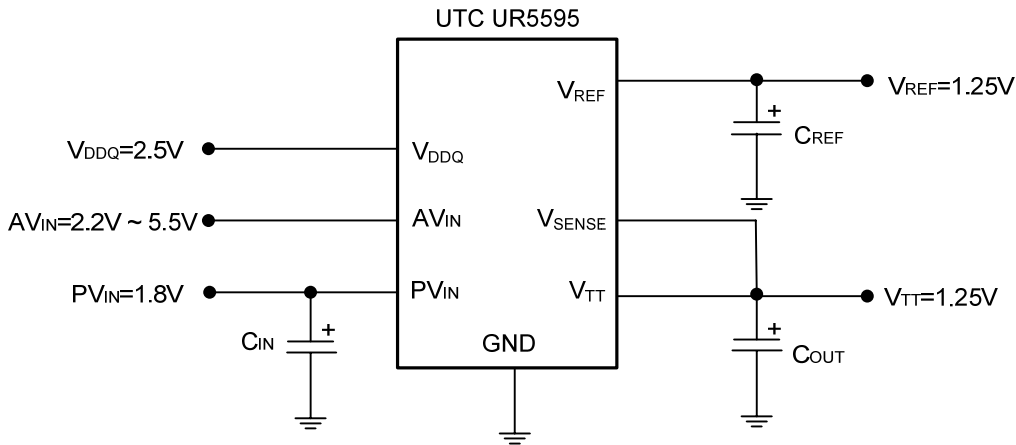 UTC UR5595
VREF
VREF=1.25V
+
CREF
VDDQ=2.5V
VDDQ
AVIN=2.2V ~ 5.5V
AVIN
VSENSE
PVIN=1.8V
PVIN
VTT
VTT=1.25V
+
CIN
GND
+
COUT